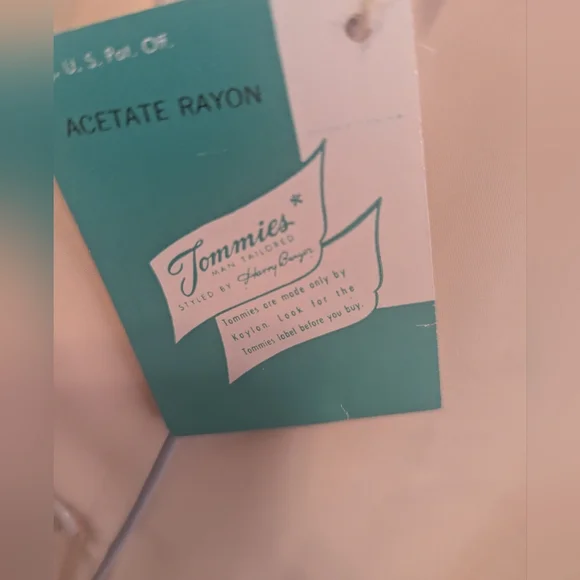 U. S. Pat. Off.
ACETATE RAYON
Tommies*
MAN TAILORED
STYLED BY Harry Berger
Tommies are made only by
Kaylon. Look for the
Tommies label before you buy.